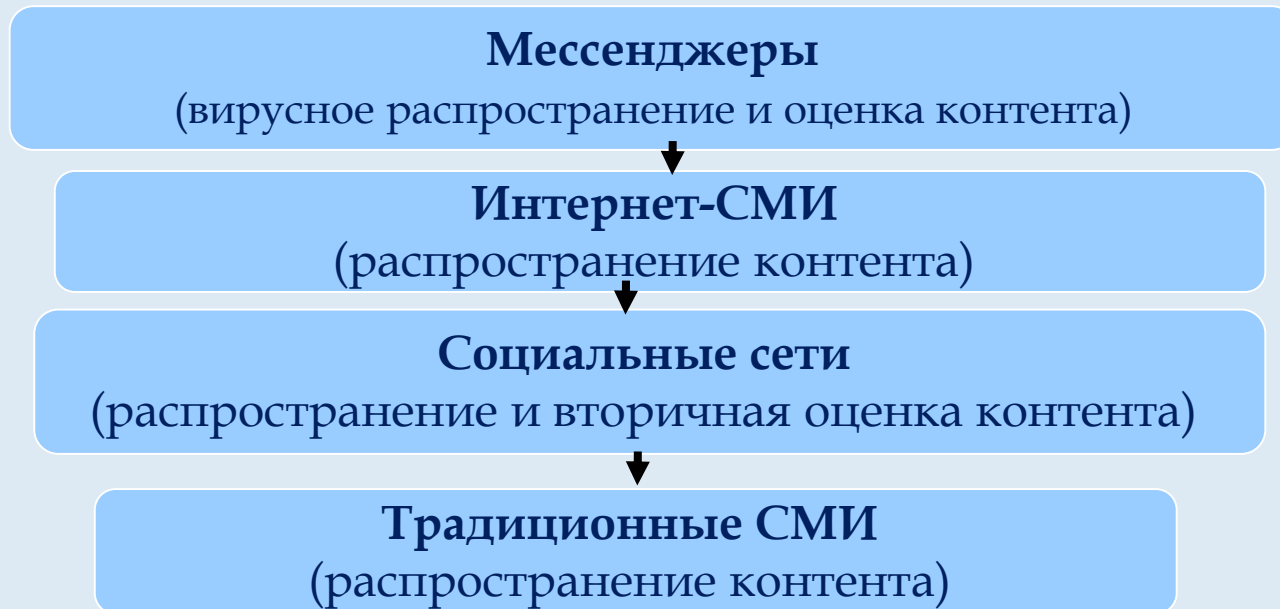 Мессенджеры
(вирусное распространение и оценка контента)
Интернет-СМИ
(распространение контента)
Социальные сети
(распространение и вторичная оценка контента)
Традиционные СМИ
(распространение контента)